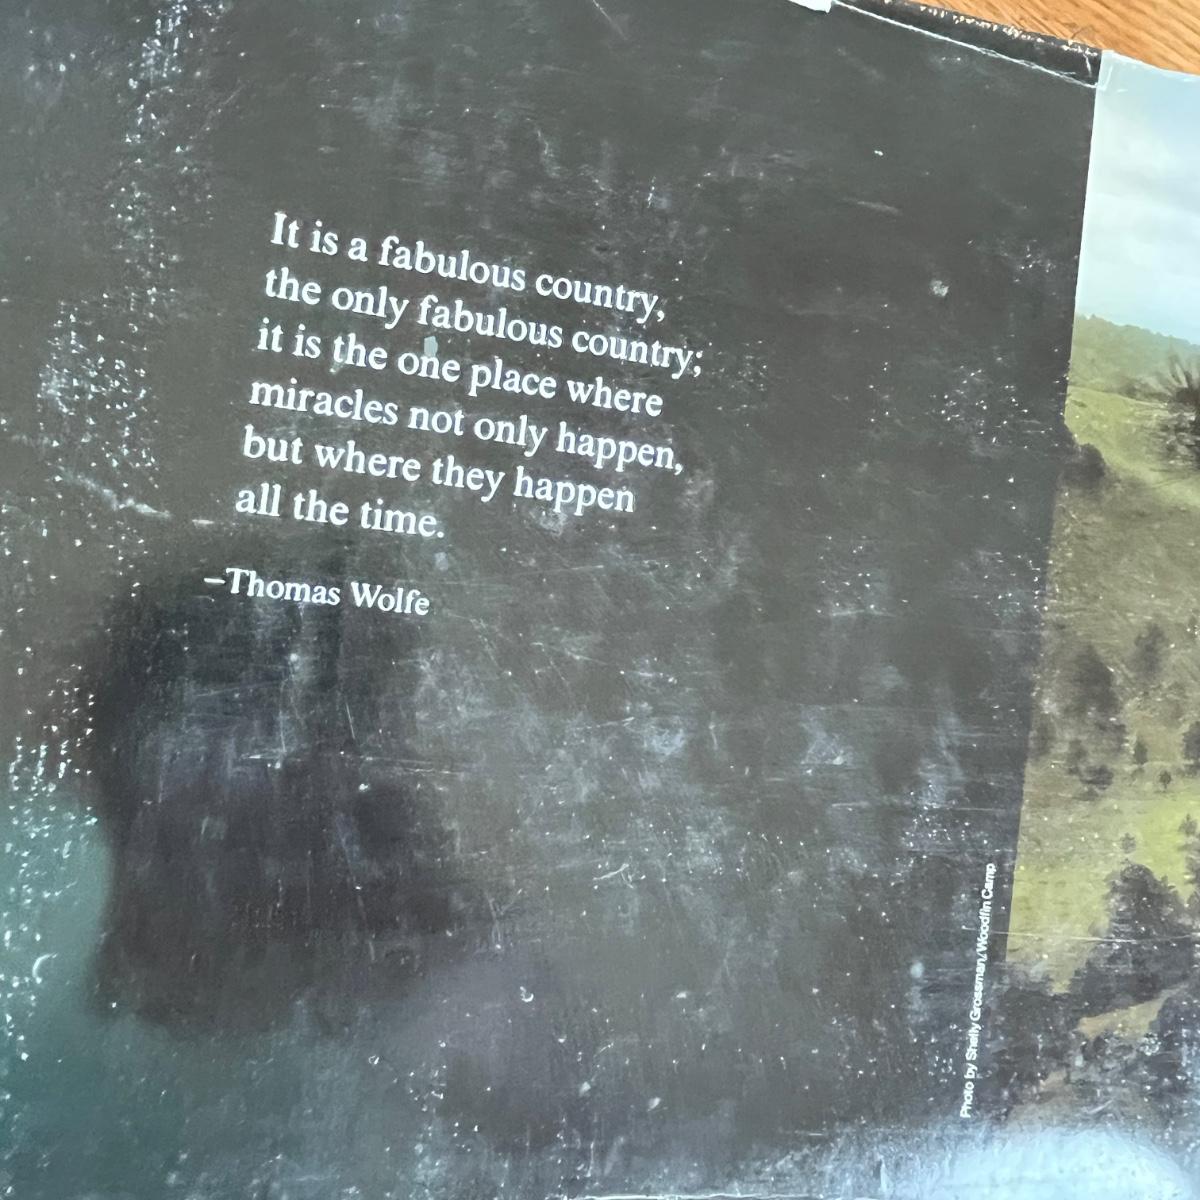 It is a fabulous country,
the only fabulous country;
it is the one place where
miracles not only happen,
but where they happen
all the time.
–Thomas Wolfe
Photo by Shelly Grossman/Woodfin Camp